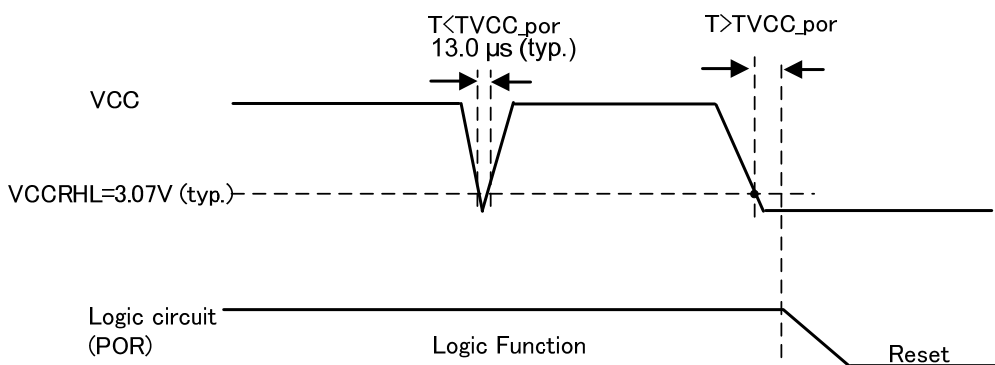 T<TVCC_por
13.0 µs (typ.)
T>TVCC_por
VCC
VCCRHL=3.07V (typ.)
Logic circuit
(POR)
Logic Function
Reset